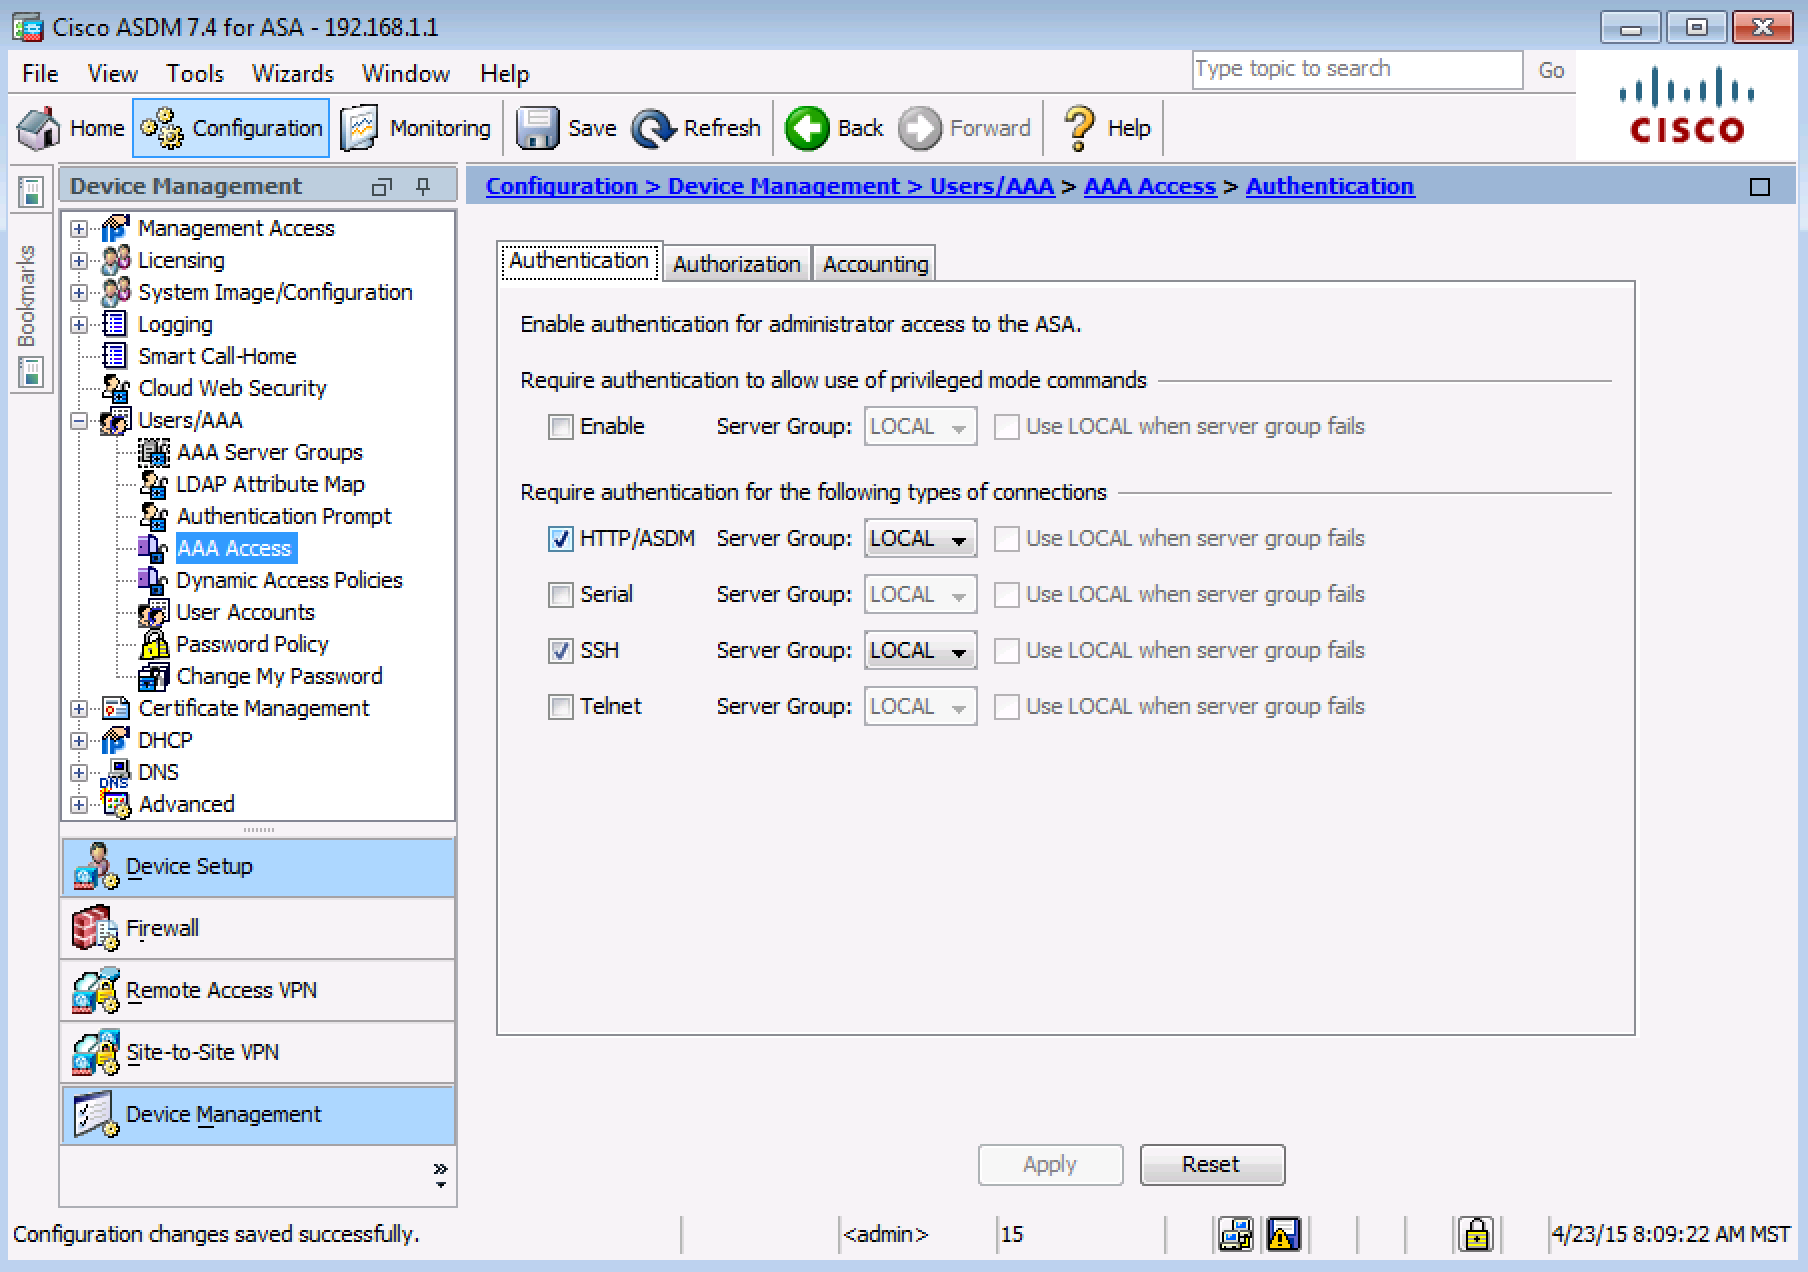 Cisco ASDM 7.4 for ASA - 192.168.1.1
File View Tools Wizards Window Help
Type topic to search Go
CISCO
Home Configuration Monitoring Save Refresh Back Forward Help
Bookmarks
Device Management
Configuration > Device Management > Users/AAA > AAA Access > Authentication
Management Access
Licensing
System Image/Configuration
Logging
Smart Call-Home
Cloud Web Security
Users/AAA
AAA Server Groups
LDAP Attribute Map
Authentication Prompt
AAA Access
Dynamic Access Policies
User Accounts
Password Policy
Change My Password
Certificate Management
DHCP
DNS
DNS
Advanced
Device Setup
Firewall
Remote Access VPN
Site-to-Site VPN
Device Management
Authentication Authorization Accounting
Enable authentication for administrator access to the ASA.
Require authentication to allow use of privileged mode commands
Enable Server Group: LOCAL Use LOCAL when server group fails
Require authentication for the following types of connections
HTTP/ASDM Server Group: LOCAL Use LOCAL when server group fails
Serial Server Group: LOCAL Use LOCAL when server group fails
SSH Server Group: LOCAL Use LOCAL when server group fails
Telnet Server Group: LOCAL Use LOCAL when server group fails
Apply Reset
Configuration changes saved successfully. <admin> 15 4/23/15 8:09:22 AM MST